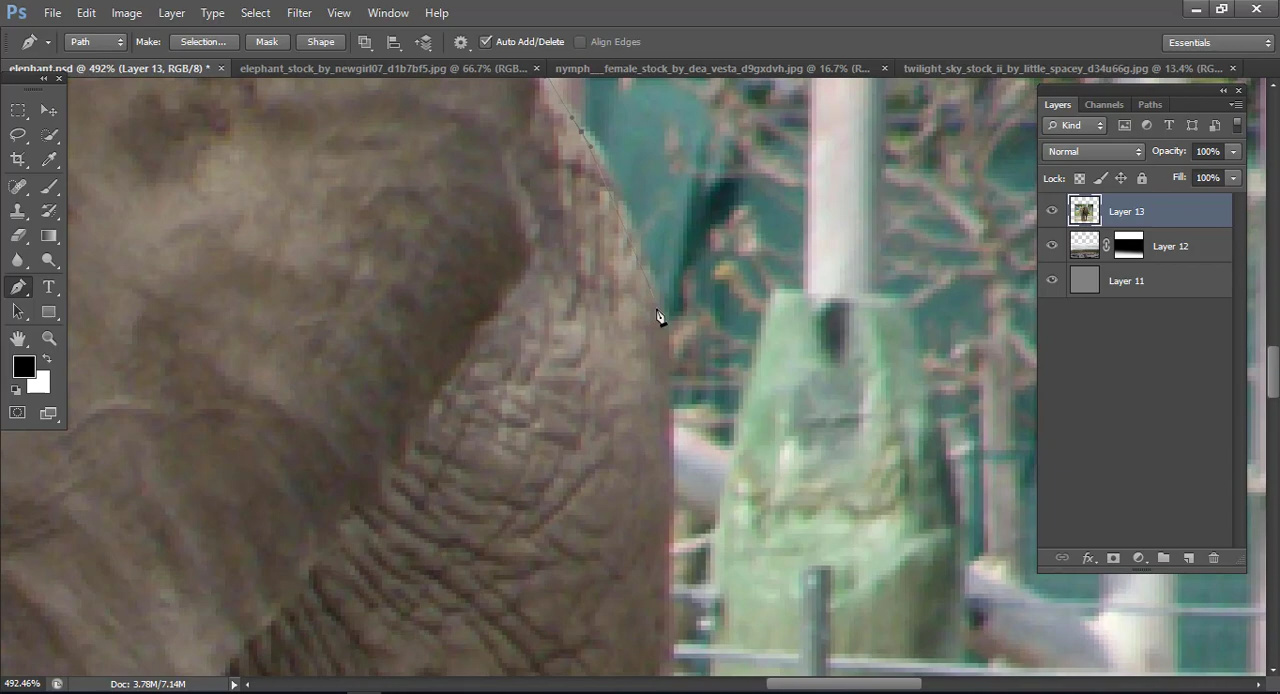 Ps File Edit Image Layer Type Select Filter View Window Help
Path Make: Selection... Mask Shape Auto Add/Delete Align Edges Essentials
elephant.psd @ 492% (Layer 13, RGB/8) * × elephant_stock_by_newgirl07_d1b7bf5.jpg @ 66.7% (RGB... × nymph___female_stock_by_dea_vesta_d9gxdvh.jpg @ 16.7% (R... × twilight_sky_stock_ii_by_little_spacey_d34u66g.jpg @ 13.4% (RG... ×
Layers Channels Paths
Kind
Normal Opacity: 100%
Lock: Fill: 100%
Layer 13
Layer 12
Layer 11
492.46% Doc: 3.78M/7.14M